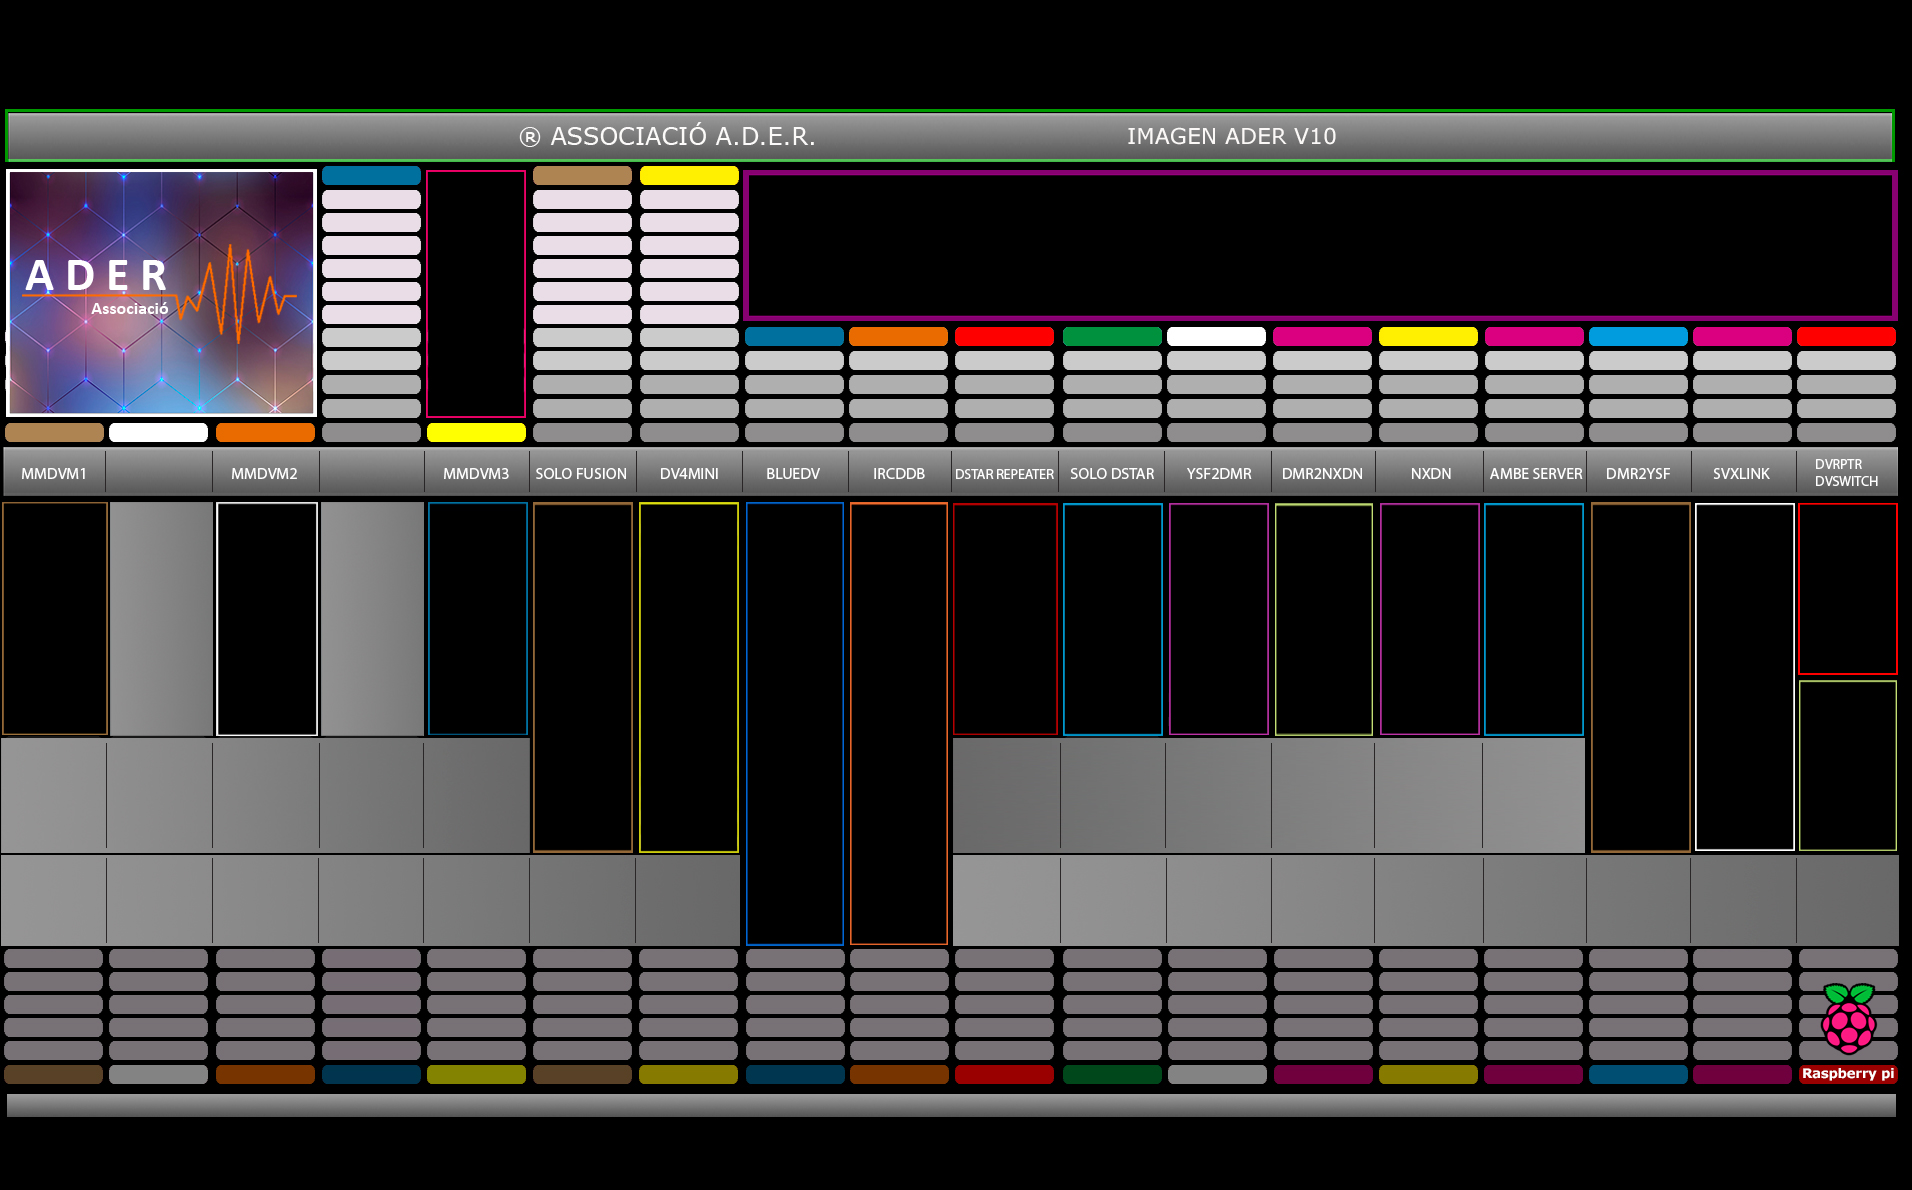 ® ASSOCIACIÓ A.D.E.R.
IMAGEN ADER V10
ADER
Associació
MMDVM1
MMDVM2
MMDVM3
SOLO FUSION
DV4MINI
BLUEDV
IRCDDB
DSTAR REPEATER
SOLO DSTAR
YSF2DMR
DMR2NXDN
NXDN
AMBE SERVER
DMR2YSF
SVXLINK
DVRPTR
DVSWITCH
Raspberry pi